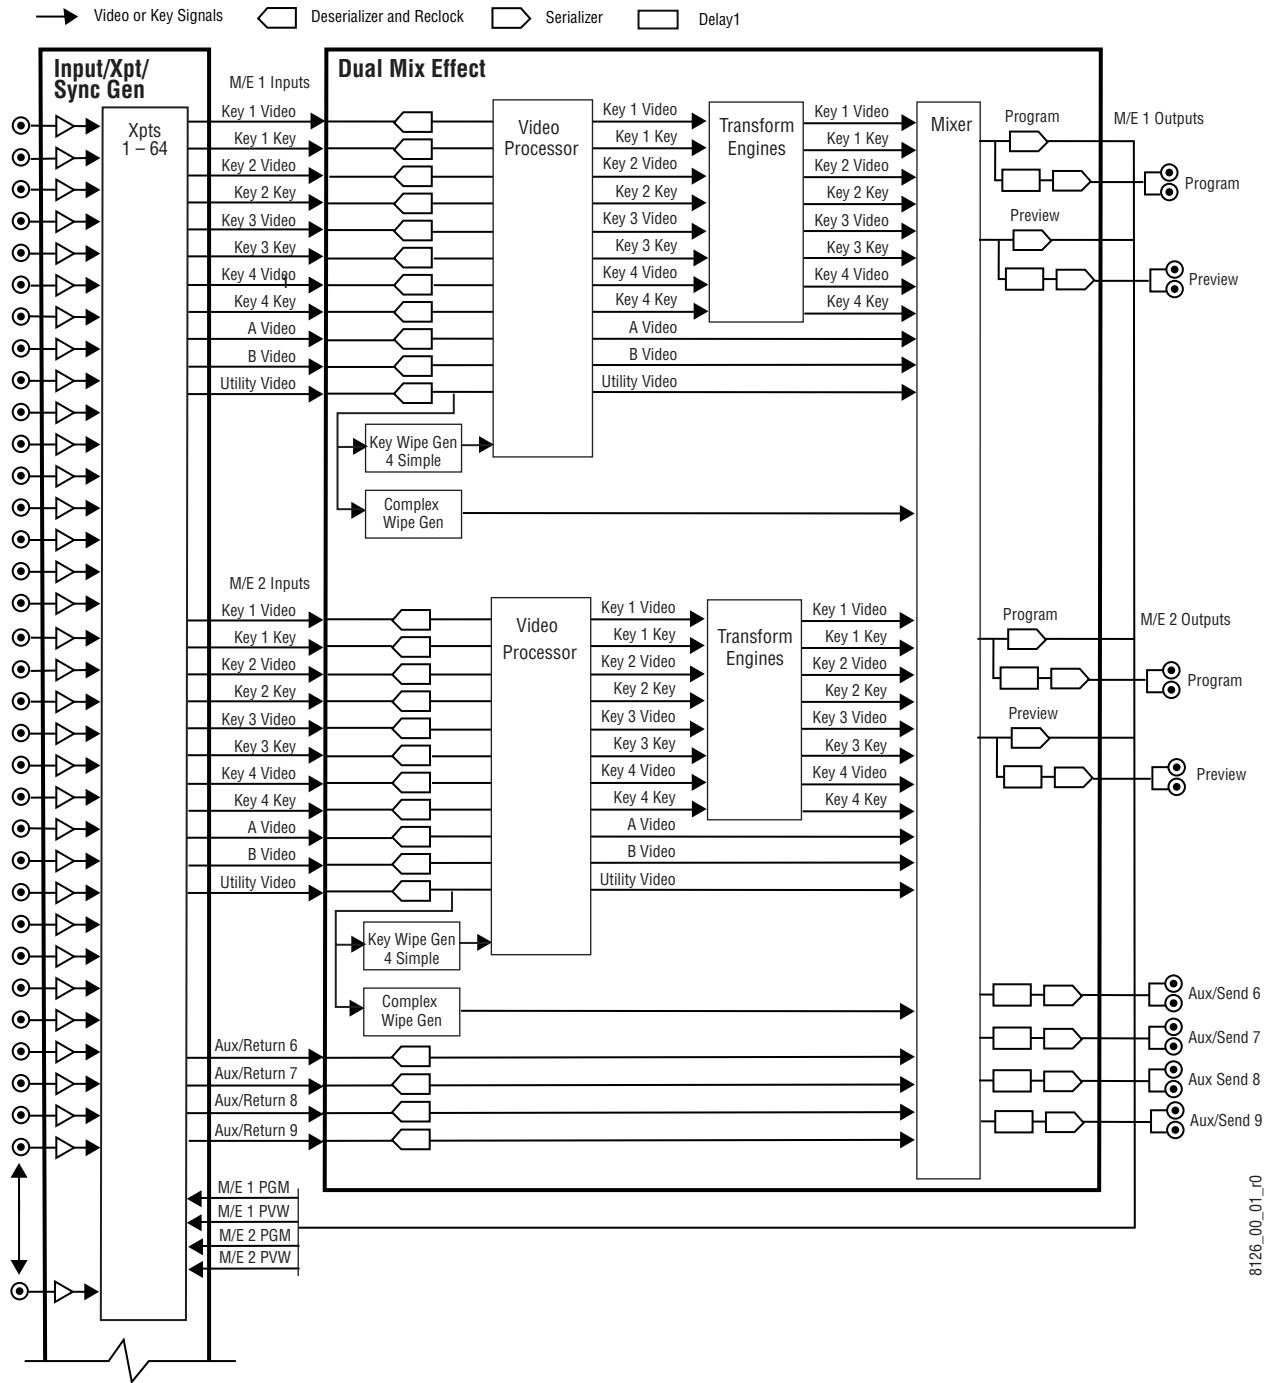 Video or Key Signals
Deserializer and Reclock
Serializer
Delay1
Input/Xpt/
Sync Gen
Xpts
1 – 64
M/E 1 Inputs
Key 1 Video
Key 1 Key
Key 2 Video
Key 2 Key
Key 3 Video
Key 3 Key
Key 4 Video
Key 4 Key
A Video
B Video
Utility Video
Dual Mix Effect
Video
Processor
Key Wipe Gen
4 Simple
Complex
Wipe Gen
Key 1 Video
Key 1 Key
Key 2 Video
Key 2 Key
Key 3 Video
Key 3 Key
Key 4 Video
Key 4 Key
A Video
B Video
Utility Video
Transform
Engines
Key 1 Video
Key 1 Key
Key 2 Video
Key 2 Key
Key 3 Video
Key 3 Key
Key 4 Video
Key 4 Key
Mixer
Program
Preview
M/E 1 Outputs
Program
Preview
M/E 2 Inputs
Key 1 Video
Key 1 Key
Key 2 Video
Key 2 Key
Key 3 Video
Key 3 Key
Key 4 Video
Key 4 Key
A Video
B Video
Utility Video
Video
Processor
Key Wipe Gen
4 Simple
Complex
Wipe Gen
Key 1 Video
Key 1 Key
Key 2 Video
Key 2 Key
Key 3 Video
Key 3 Key
Key 4 Video
Key 4 Key
A Video
B Video
Utility Video
Transform
Engines
Key 1 Video
Key 1 Key
Key 2 Video
Key 2 Key
Key 3 Video
Key 3 Key
Key 4 Video
Key 4 Key
Program
Preview
M/E 2 Outputs
Program
Preview
Aux/Return 6
Aux/Return 7
Aux/Return 8
Aux/Return 9
Aux/Send 6
Aux/Send 7
Aux Send 8
Aux/Send 9
M/E 1 PGM
M/E 1 PVW
M/E 2 PGM
M/E 2 PVW
8126_00_01_r0